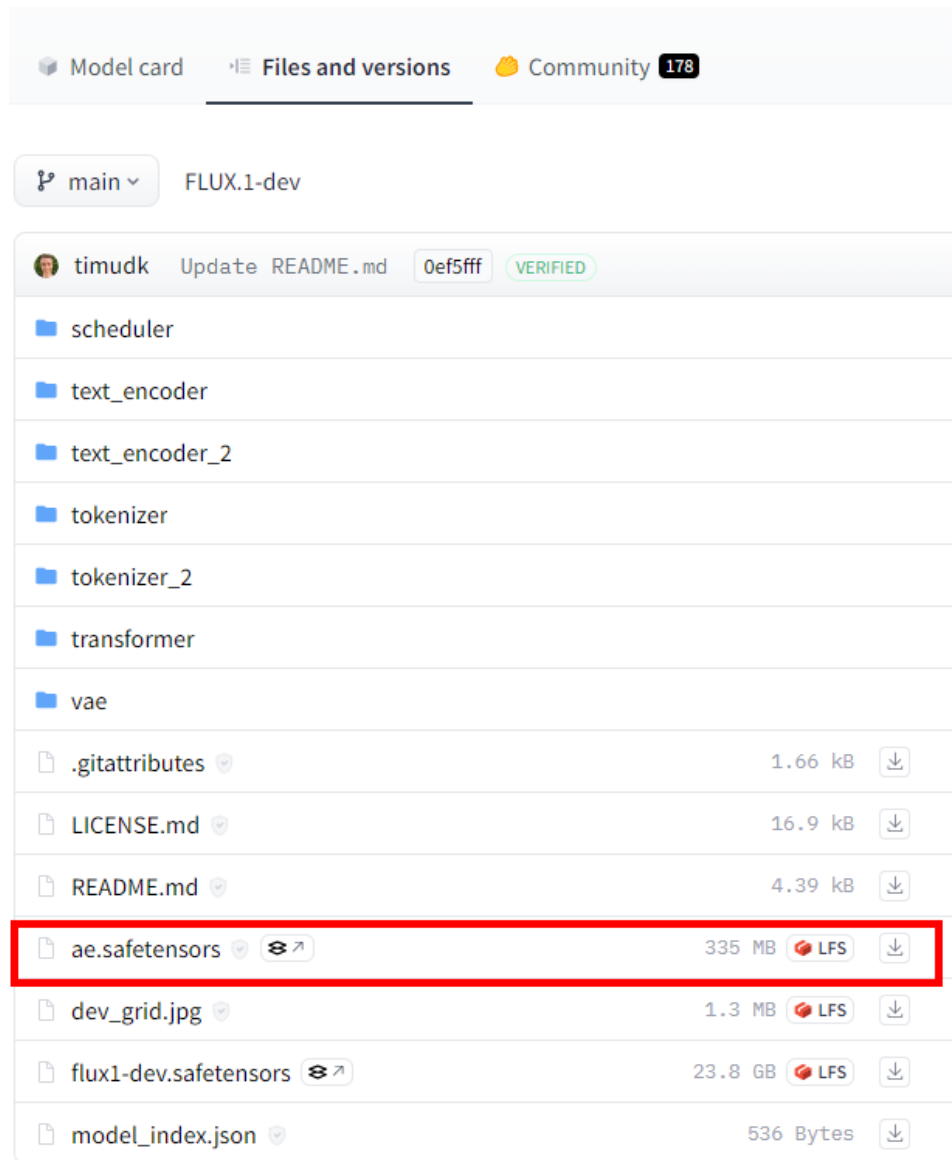 Model card Files and versions Community 178
main FLUX.1-dev
timudk Update README.md 0ef5fff VERIFIED
scheduler
text_encoder
text_encoder_2
tokenizer
tokenizer_2
transformer
vae
.gitattributes 1.66 kB
LICENSE.md 16.9 kB
README.md 4.39 kB
ae.safetensors 335 MB LFS
dev_grid.jpg 1.3 MB LFS
flux1-dev.safetensors 23.8 GB LFS
model_index.json 536 Bytes